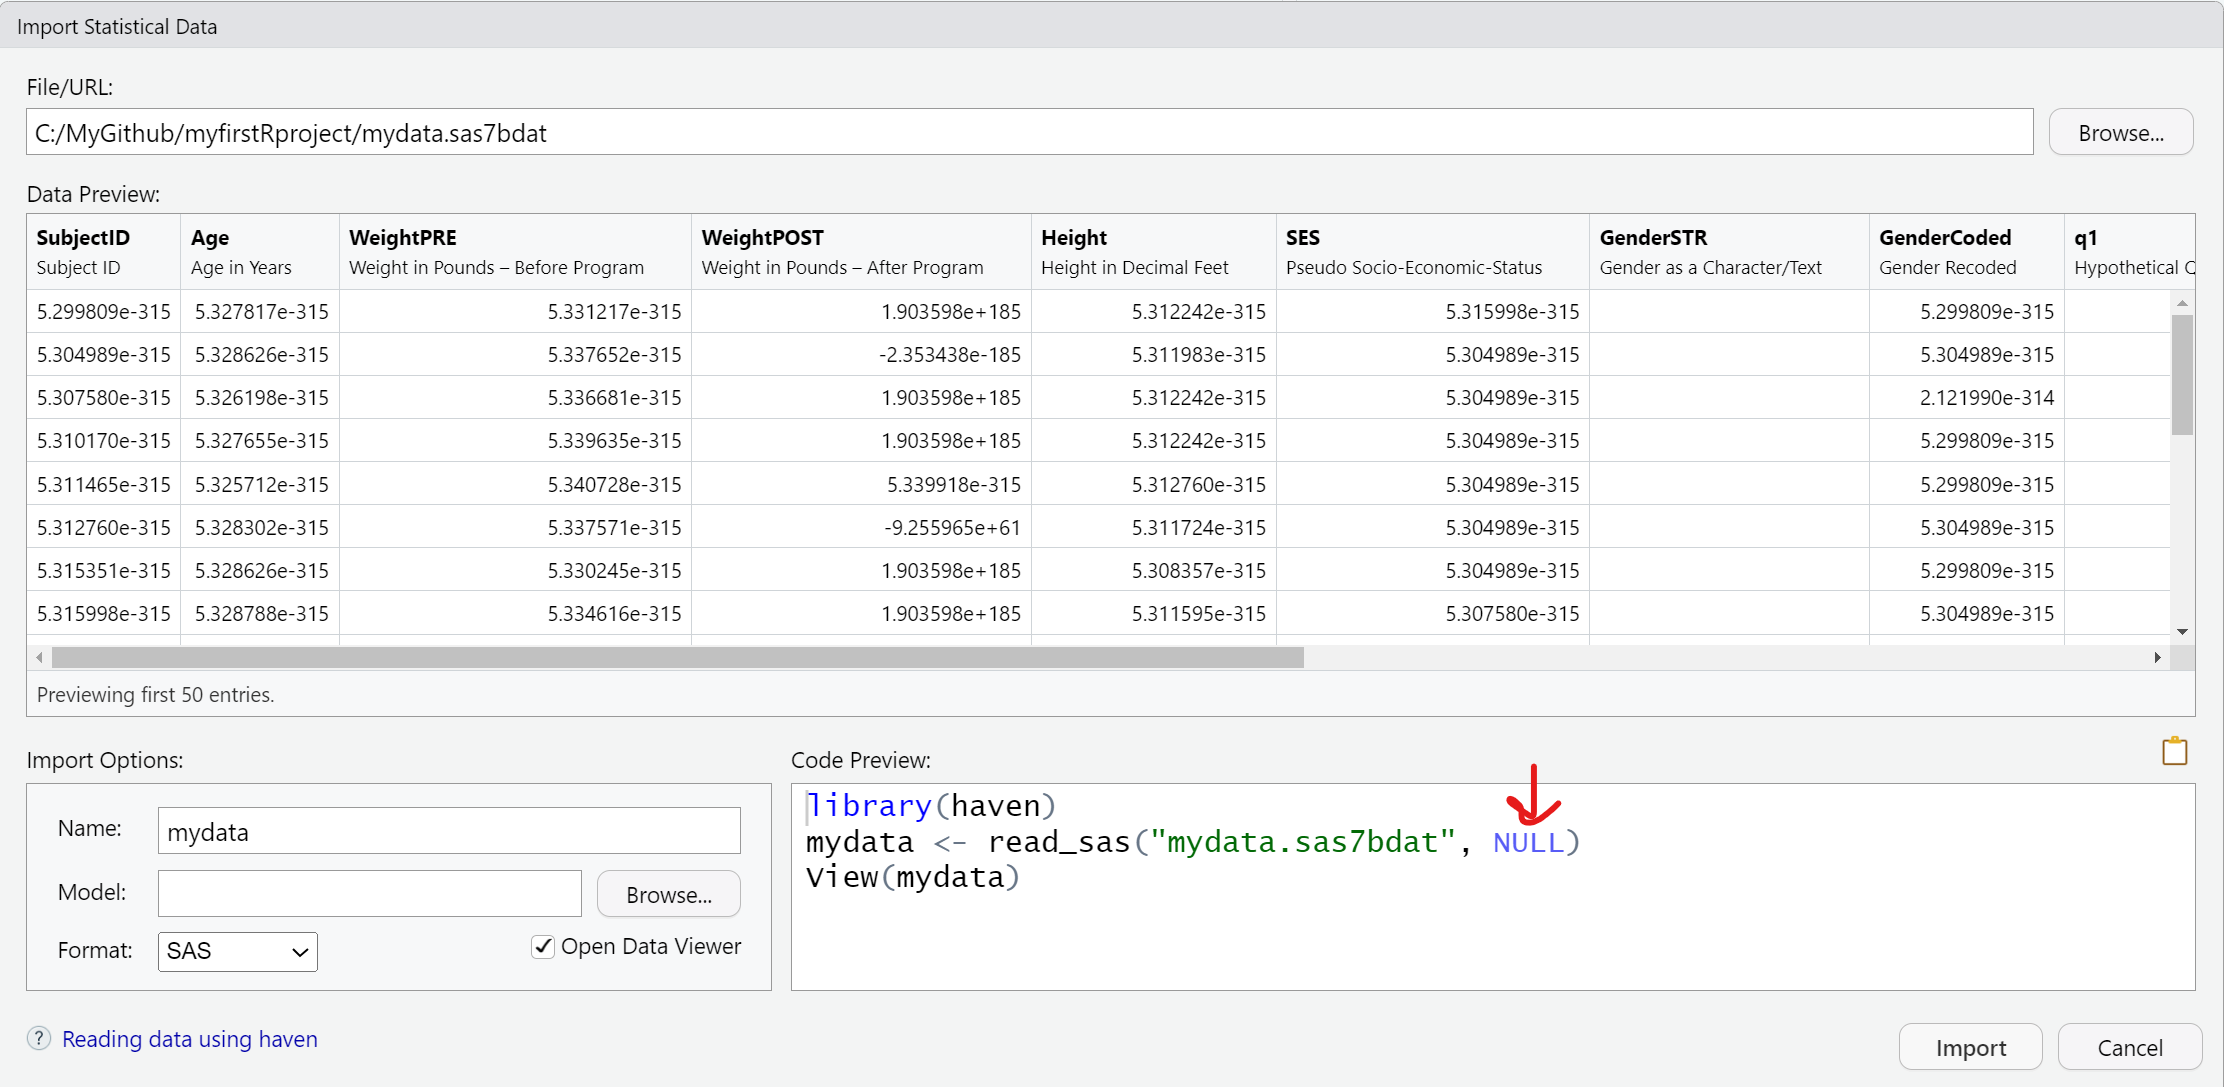 Import Statistical Data
File/URL:
C:/MyGithub/myfirstRproject/mydata.sas7bdat
Browse...
Data Preview:
SubjectID Age WeightPRE WeightPOST Height SES GenderSTR GenderCoded q1
Subject ID Age in Years Weight in Pounds – Before Program Weight in Pounds – After Program Height in Decimal Feet Pseudo Socio-Economic-Status Gender as a Character/Text Gender Recoded Hypothetical Q
5.299809e-315 5.327817e-315 5.331217e-315 1.903598e+185 5.312242e-315 5.315998e-315 5.299809e-315
5.304989e-315 5.328626e-315 5.337652e-315 -2.353438e-185 5.311983e-315 5.304989e-315 5.304989e-315
5.307580e-315 5.326198e-315 5.336681e-315 1.903598e+185 5.312242e-315 5.304989e-315 2.121990e-314
5.310170e-315 5.327655e-315 5.339635e-315 1.903598e+185 5.312242e-315 5.304989e-315 5.299809e-315
5.311465e-315 5.325712e-315 5.340728e-315 5.339918e-315 5.312760e-315 5.304989e-315 5.299809e-315
5.312760e-315 5.328302e-315 5.337571e-315 -9.255965e+61 5.311724e-315 5.304989e-315 5.304989e-315
5.315351e-315 5.328626e-315 5.330245e-315 1.903598e+185 5.308357e-315 5.304989e-315 5.299809e-315
5.315998e-315 5.328788e-315 5.334616e-315 1.903598e+185 5.311595e-315 5.307580e-315 5.304989e-315
Previewing first 50 entries.
Import Options:
Name: mydata
Model: Browse...
Format: SAS Open Data Viewer
Code Preview:
library(haven)
mydata <- read_sas("mydata.sas7bdat", NULL)
View(mydata)
? Reading data using haven
Import Cancel